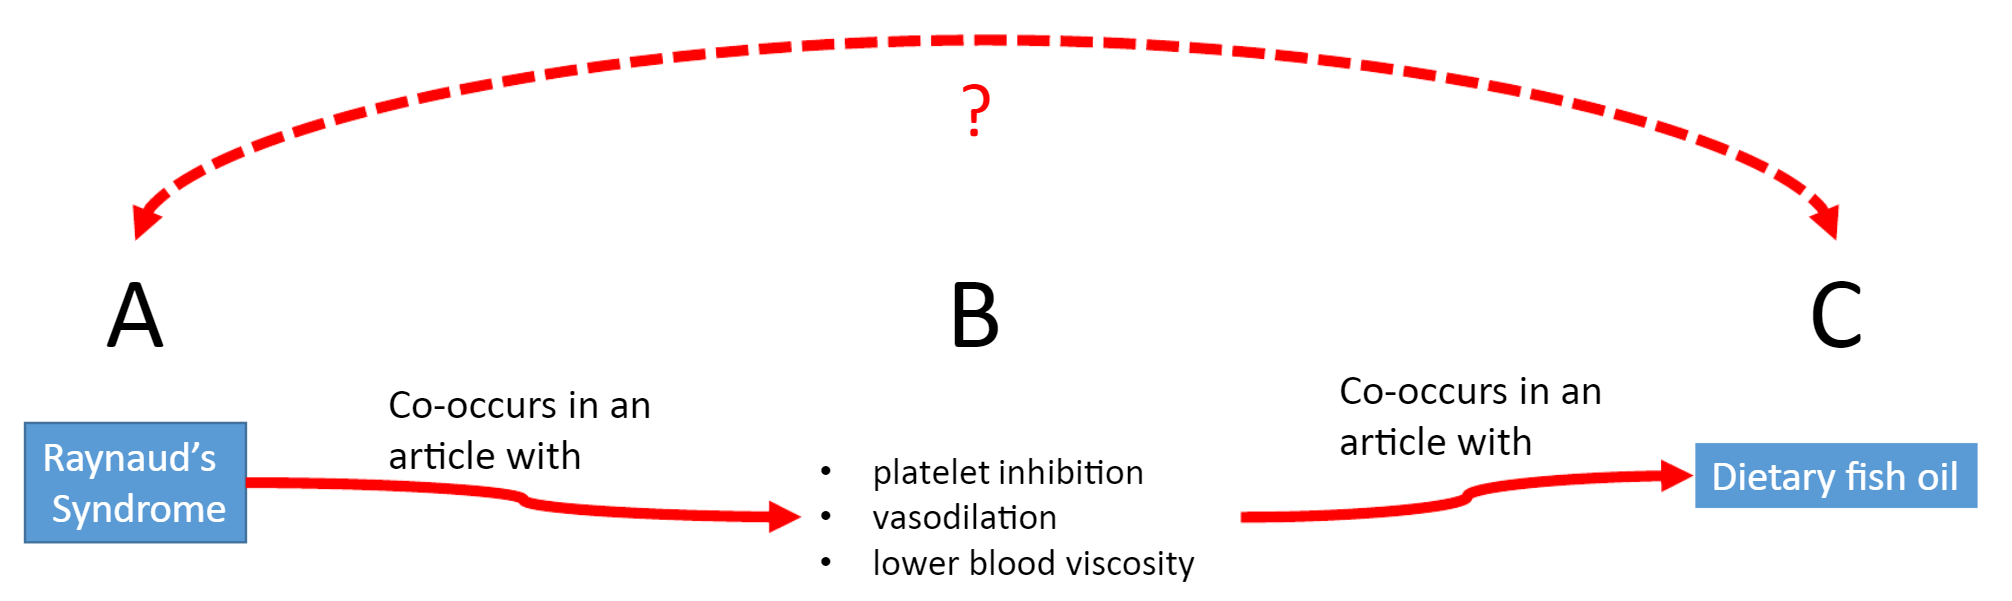 ?
A
B
C
Co-occurs in an
article with
Co-occurs in an
article with
Raynaud’s
Syndrome
• platelet inhibition
• vasodilation
• lower blood viscosity
Dietary fish oil